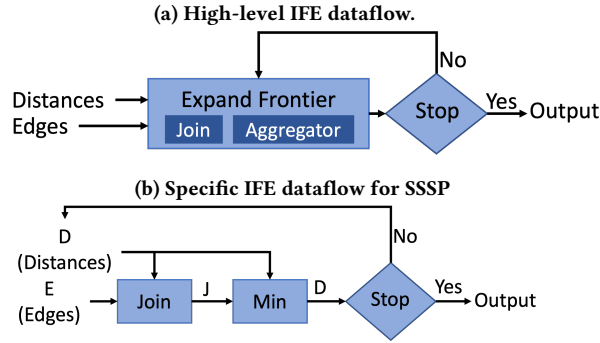 (a) High-level IFE dataflow.
No
Distances
Expand Frontier
Edges
Join
Aggregator
Stop
Yes
Output
(b) Specific IFE dataflow for SSSP
D
(Distances)
No
E
(Edges)
Join
J
Min
D
Stop
Yes
Output